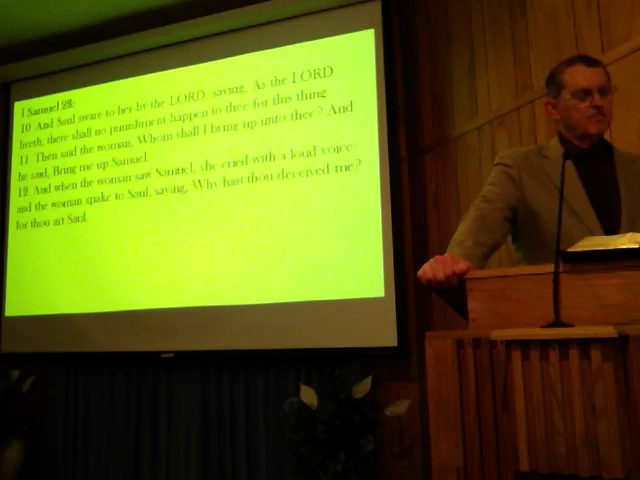 I Samuel 28:
10 And Saul sware to her by the LORD, saying, As the LORD
liveth, there shall no punishment happen to thee for this thing.
11 Then said the woman, Whom shall I bring up unto thee? And
he said, Bring me up Samuel.
12 And when the woman saw Samuel, she cried with a loud voice:
and the woman spake to Saul, saying, Why hast thou deceived me?
for thou art Saul.